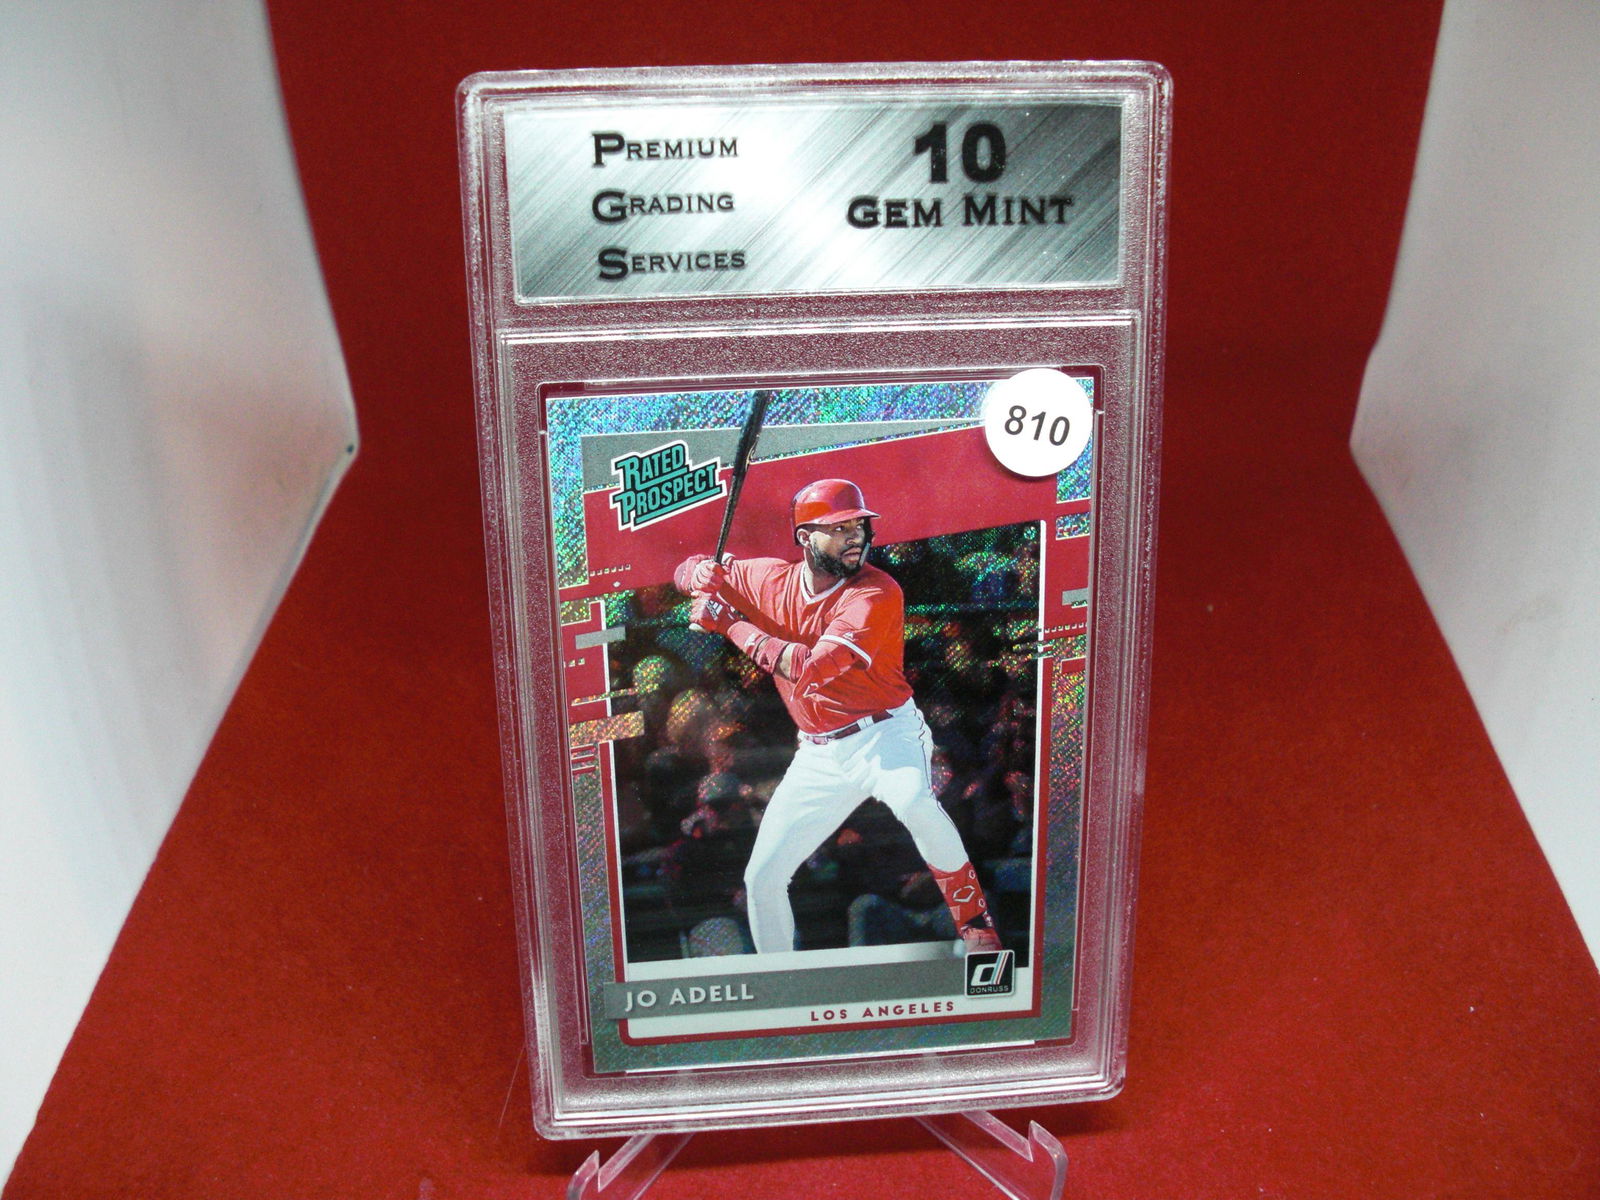 PREMIUM
GRADING
SERVICES
10
GEM MINT
810
RATED
PROSPECT
DONRUSS
JO ADELL
LOS ANGELES